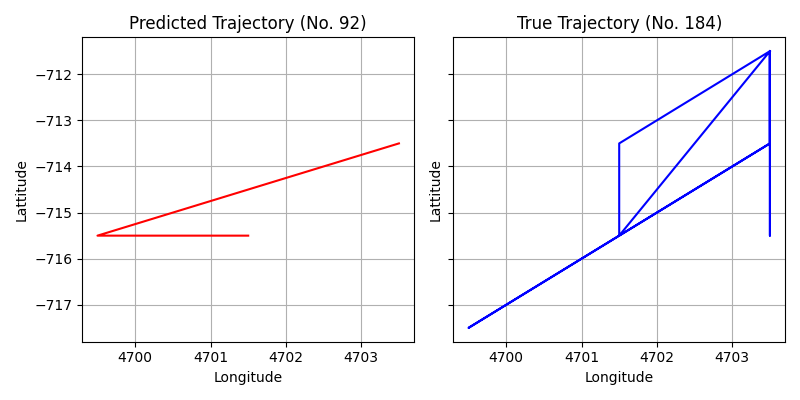 Predicted Trajectory (No. 92)
True Trajectory (No. 184)
Lattitude
−712
−713
−714
−715
−716
−717
4700
4701
4702
4703
Longitude
Lattitude
4700
4701
4702
4703
Longitude